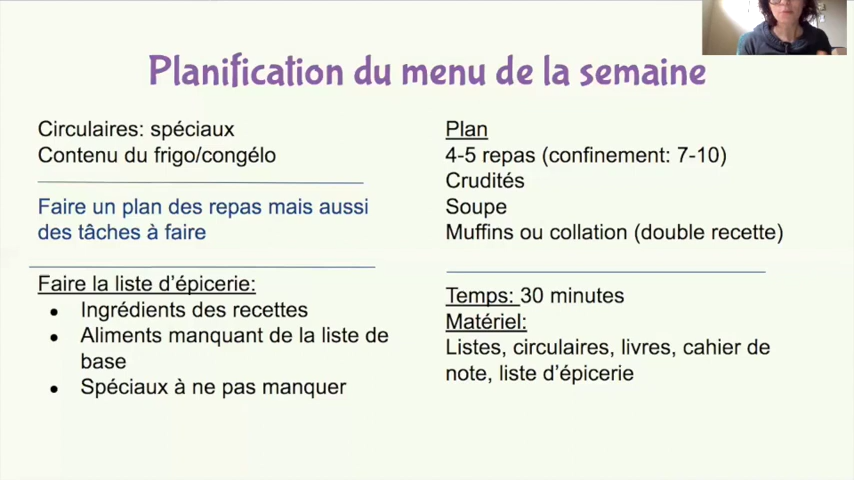 Planification du menu de la semaine
Circulaires: spéciaux
Contenu du frigo/congélo
Faire un plan des repas mais aussi
des tâches à faire
Faire la liste d'épicerie:
Ingrédients des recettes
Aliments manquant de la liste de
base
Spéciaux à ne pas manquer
Plan
4-5 repas (confinement: 7-10)
Crudités
Soupe
Muffins ou collation (double recette)
Temps: 30 minutes
Matériel:
Listes, circulaires, livres, cahier de
note, liste d'épicerie